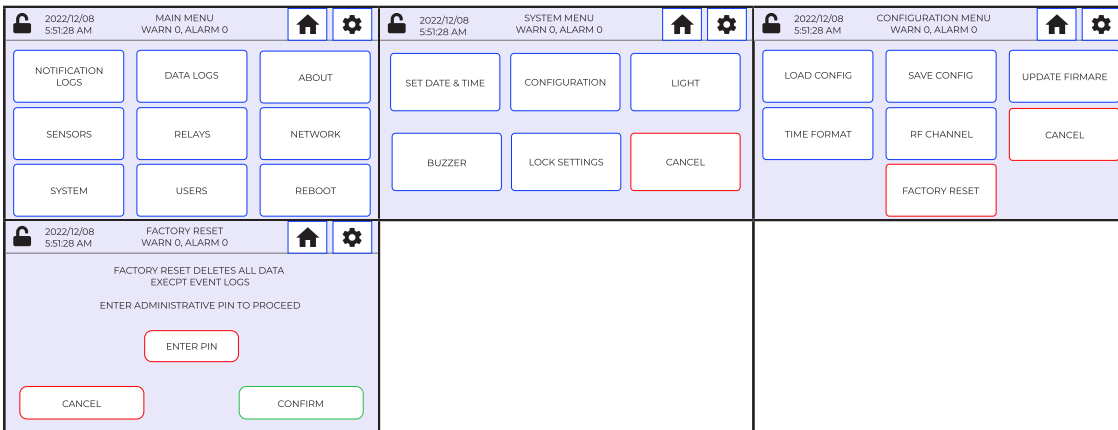 2022/12/08
5:51:28 AM
MAIN MENU
WARN 0, ALARM 0
NOTIFICATION
LOGS
DATA LOGS
ABOUT
SENSORS
RELAYS
NETWORK
SYSTEM
USERS
REBOOT
2022/12/08
5:51:28 AM
SYSTEM MENU
WARN 0, ALARM 0
SET DATE & TIME
CONFIGURATION
LIGHT
BUZZER
LOCK SETTINGS
CANCEL
2022/12/08
5:51:28 AM
CONFIGURATION MENU
WARN 0, ALARM 0
LOAD CONFIG
SAVE CONFIG
UPDATE FIRMARE
TIME FORMAT
RF CHANNEL
CANCEL
FACTORY RESET
2022/12/08
5:51:28 AM
FACTORY RESET
WARN 0, ALARM 0
FACTORY RESET DELETES ALL DATA
EXECPT EVENT LOGS
ENTER ADMINISTRATIVE PIN TO PROCEED
ENTER PIN
CANCEL
CONFIRM